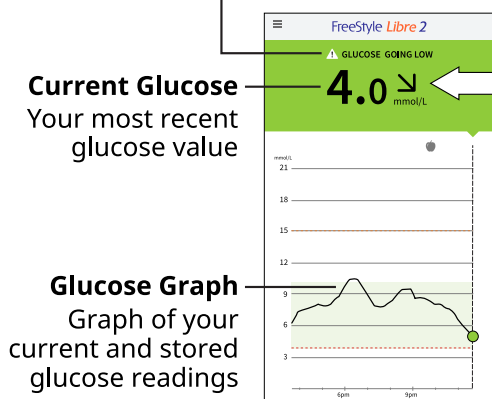 FreeStyle Libre 2
GLUCOSE GOING LOW
Current Glucose
Your most recent
glucose value
4.0
mmol/L
mmol/L
21
18
15
12
9
6
3
6pm
9pm
Glucose Graph
Graph of your
current and stored
glucose readings